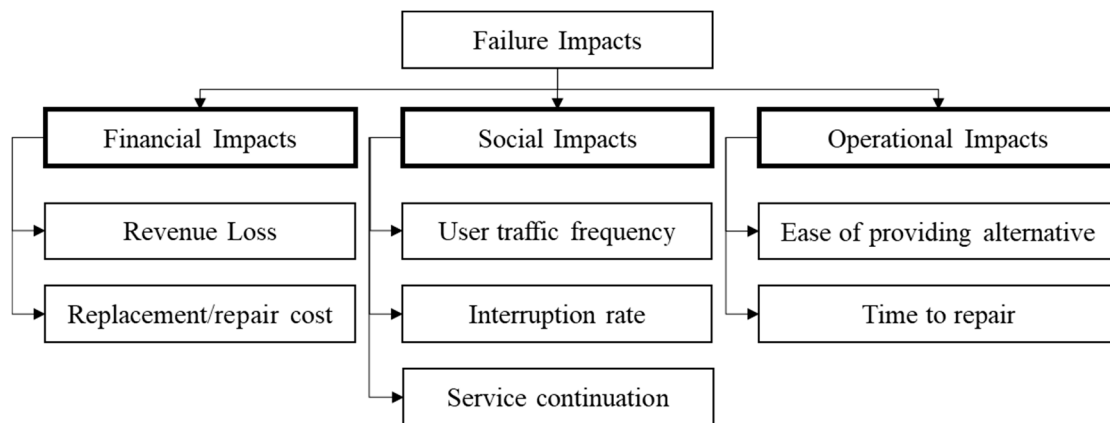 Failure Impacts
Financial Impacts
Social Impacts
Operational Impacts
Revenue Loss
User traffic frequency
Ease of providing alternative
Replacement/repair cost
Interruption rate
Time to repair
Service continuation